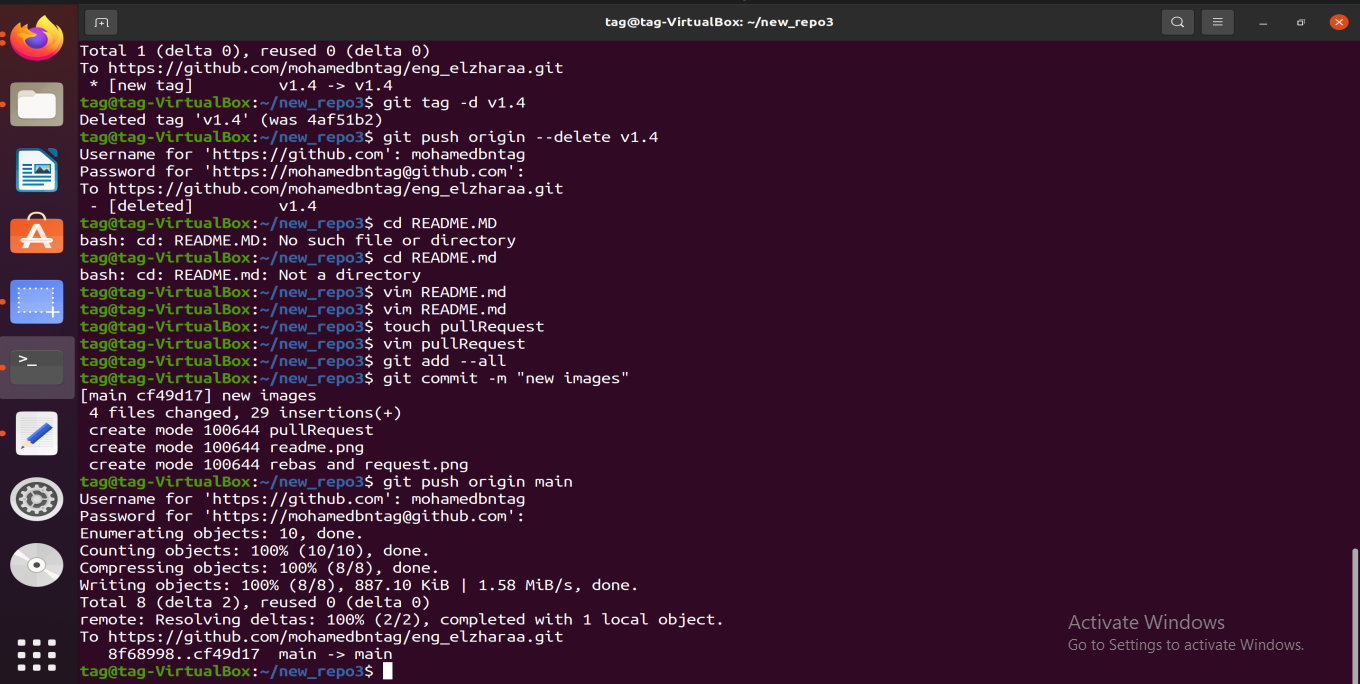 tag@tag-VirtualBox: ~/new_repo3
Total 1 (delta 0), reused 0 (delta 0)
To https://github.com/mohamedbntag/eng_elzharaa.git
 * [new tag]         v1.4 -> v1.4
tag@tag-VirtualBox:~/new_repo3$ git tag -d v1.4
Deleted tag 'v1.4' (was 4af51b2)
tag@tag-VirtualBox:~/new_repo3$ git push origin --delete v1.4
Username for 'https://github.com': mohamedbntag
Password for 'https://mohamedbntag@github.com':
To https://github.com/mohamedbntag/eng_elzharaa.git
 - [deleted]         v1.4
tag@tag-VirtualBox:~/new_repo3$ cd README.MD
bash: cd: README.MD: No such file or directory
tag@tag-VirtualBox:~/new_repo3$ cd README.md
bash: cd: README.md: Not a directory
tag@tag-VirtualBox:~/new_repo3$ vim README.md
tag@tag-VirtualBox:~/new_repo3$ vim README.md
tag@tag-VirtualBox:~/new_repo3$ touch pullRequest
tag@tag-VirtualBox:~/new_repo3$ vim pullRequest
tag@tag-VirtualBox:~/new_repo3$ git add --all
tag@tag-VirtualBox:~/new_repo3$ git commit -m "new images"
[main cf49d17] new images
 4 files changed, 29 insertions(+)
 create mode 100644 pullRequest
 create mode 100644 readme.png
 create mode 100644 rebas and request.png
tag@tag-VirtualBox:~/new_repo3$ git push origin main
Username for 'https://github.com': mohamedbntag
Password for 'https://mohamedbntag@github.com':
Enumerating objects: 10, done.
Counting objects: 100% (10/10), done.
Compressing objects: 100% (8/8), done.
Writing objects: 100% (8/8), 887.10 KiB | 1.58 MiB/s, done.
Total 8 (delta 2), reused 0 (delta 0)
remote: Resolving deltas: 100% (2/2), completed with 1 local object.
To https://github.com/mohamedbntag/eng_elzharaa.git
   8f68998..cf49d17  main -> main
tag@tag-VirtualBox:~/new_repo3$
Activate Windows
Go to Settings to activate Windows.